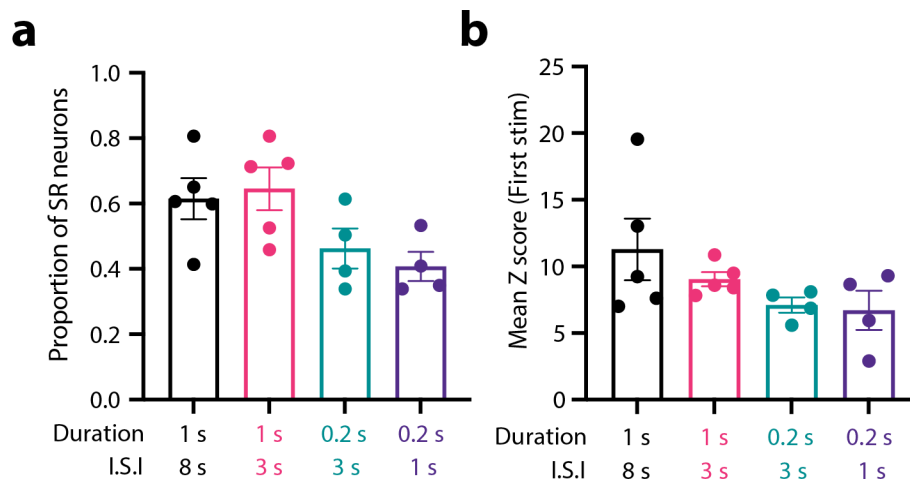 a
Proportion of SR neurons
1.0
0.8
0.6
0.4
0.2
0.0
Duration 1 s 1 s 0.2 s 0.2 s
I.S.I 8 s 3 s 3 s 1 s
b
Mean Z score (First stim)
25
20
15
10
5
0
Duration 1 s 1 s 0.2 s 0.2 s
I.S.I 8 s 3 s 3 s 1 s